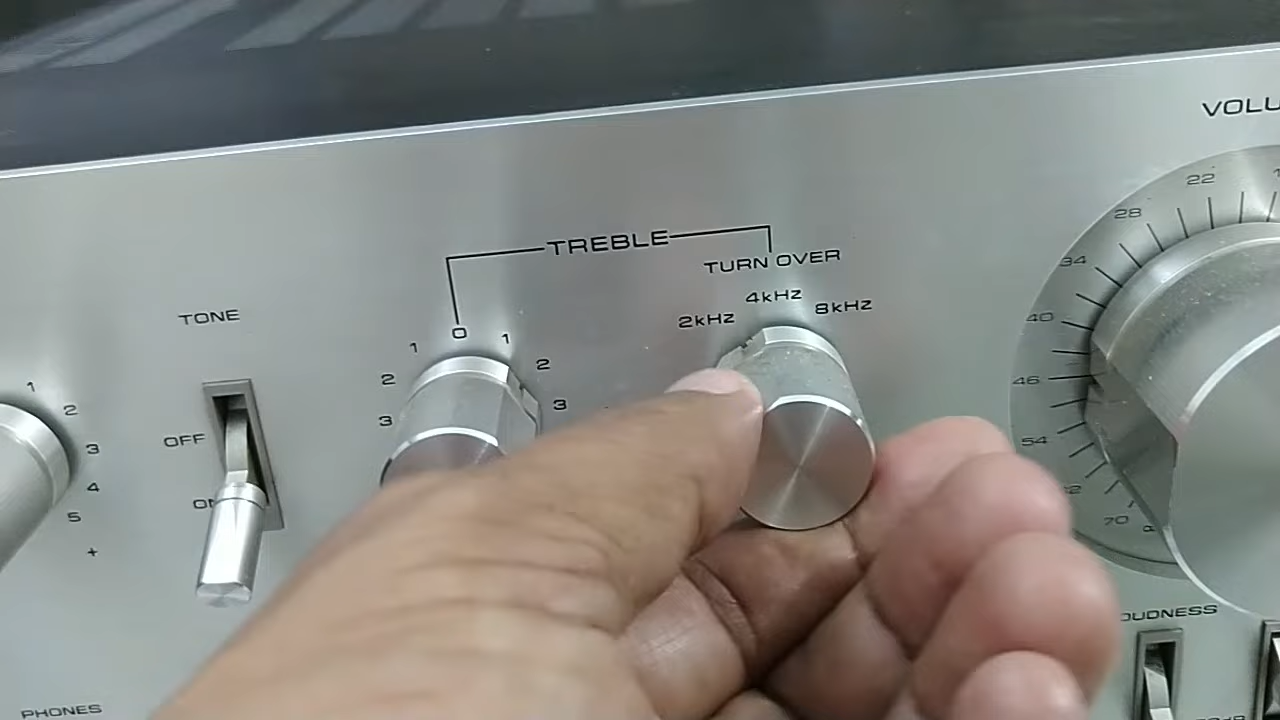 VOLU
22
28
34
40
46
54
70
TREBLE
TURN OVER
2kHz 4kHz 8kHz
1 0 1
2 2
3 3
TONE
OFF
1
2
3
4
5
+
OUDNESS
PHONES